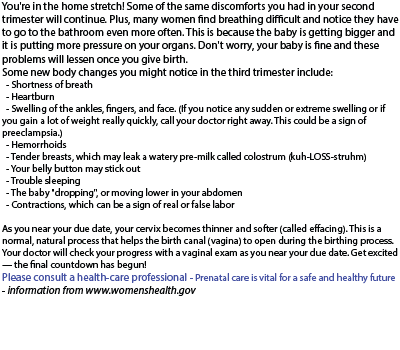 You're in the home stretch! Some of the same discomforts you had in your second
trimester will continue. Plus, many women find breathing difficult and notice they have
to go to the bathroom even more often. This is because the baby is getting bigger and
it is putting more pressure on your organs. Don't worry, your baby is fine and these
problems will lessen once you give birth.
Some new body changes you might notice in the third trimester include:
- Shortness of breath
- Heartburn
- Swelling of the ankles, fingers, and face. (If you notice any sudden or extreme swelling or if
you gain a lot of weight really quickly, call your doctor right away. This could be a sign of
preeclampsia.)
- Hemorrhoids
- Tender breasts, which may leak a watery pre-milk called colostrum (kuh-LOSS-struhm)
- Your belly button may stick out
- Trouble sleeping
- The baby "dropping", or moving lower in your abdomen
- Contractions, which can be a sign of real or false labor
As you near your due date, your cervix becomes thinner and softer (called effacing). This is a
normal, natural process that helps the birth canal (vagina) to open during the birthing process.
Your doctor will check your progress with a vaginal exam as you near your due date. Get excited
— the final countdown has begun!
Please consult a health-care professional - Prenatal care is vital for a safe and healthy future
- information from www.womenshealth.gov